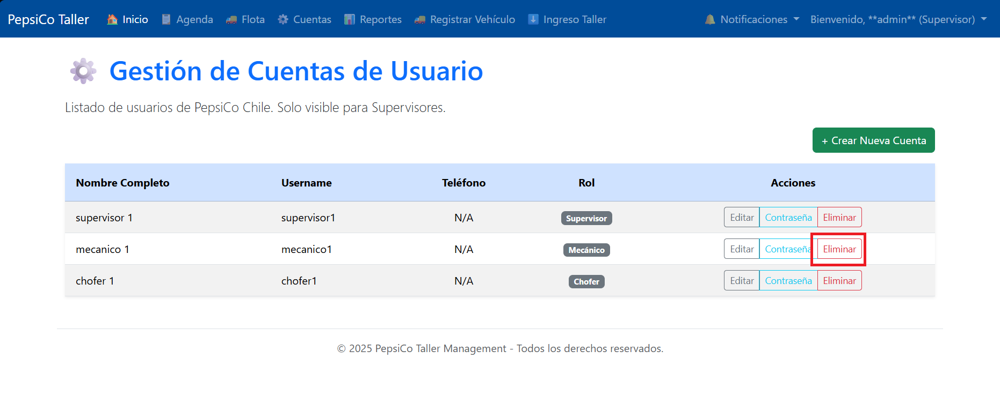 PepsiCo Taller Inicio Agenda Flota Cuentas Reportes Registrar Vehículo Ingreso Taller Notificaciones Bienvenido, **admin** (Supervisor)
Gestión de Cuentas de Usuario
Listado de usuarios de PepsiCo Chile. Solo visible para Supervisores.
+ Crear Nueva Cuenta
Nombre Completo Username Teléfono Rol Acciones
supervisor 1 supervisor1 N/A Supervisor Editar Contraseña Eliminar
mecanico 1 mecanico1 N/A Mecánico Editar Contraseña Eliminar
chofer 1 chofer1 N/A Chofer Editar Contraseña Eliminar
© 2025 PepsiCo Taller Management - Todos los derechos reservados.